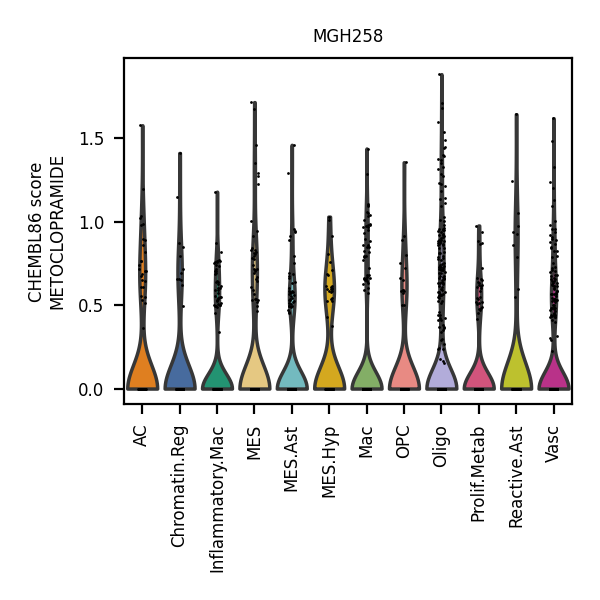 MGH258
CHEMBL86 score
METOCLOPRAMIDE
1.5
1.0
0.5
0.0
AC
Chromatin.Reg
Inflammatory.Mac
MES
MES.Ast
MES.Hyp
Mac
OPC
Oligo
Prolif.Metab
Reactive.Ast
Vasc